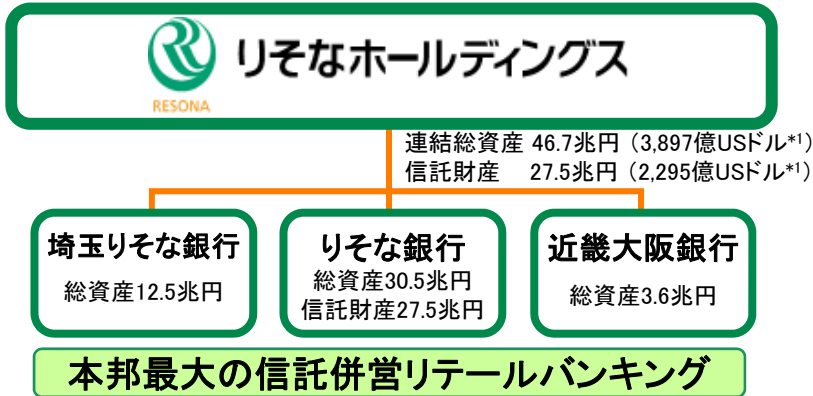 りそなホールディングス
RESONA
連結総資産 46.7兆円（3,897億USドル*1）
信託財産　27.5兆円（2,295億USドル*1）
埼玉りそな銀行
総資産12.5兆円
りそな銀行
総資産30.5兆円
信託財産27.5兆円
近畿大阪銀行
総資産3.6兆円
本邦最大の信託併営リテールバンキング